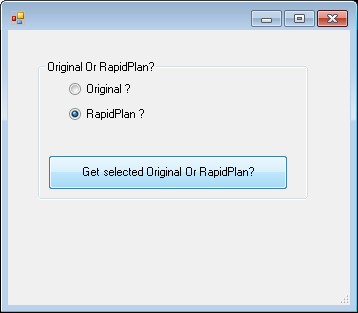 Original Or RapidPlan?
Original ?
RapidPlan ?
Get selected Original Or RapidPlan?